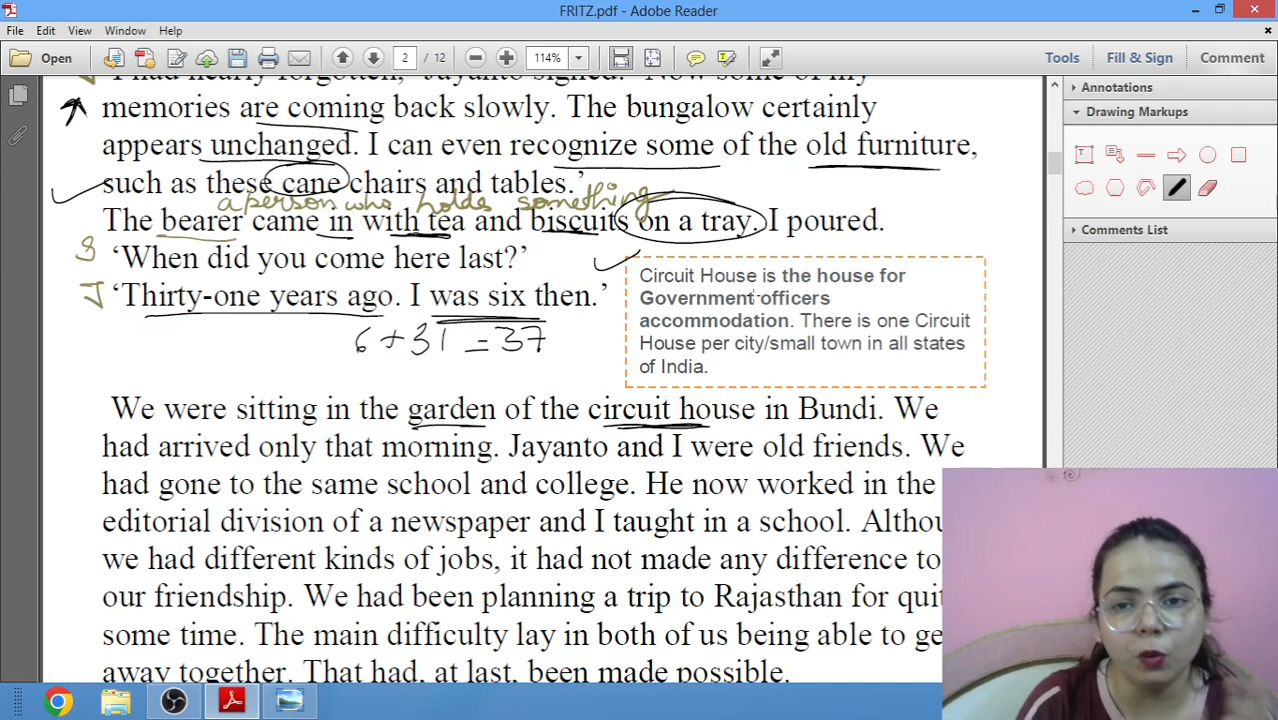 FRITZ.pdf - Adobe Reader
File Edit View Window Help
Open 2 / 12 114% Tools Fill & Sign Comment
'I had nearly forgotten,' Jayanto sighed. 'Now some of my
memories are coming back slowly. The bungalow certainly
appears unchanged. I can even recognize some of the old furniture,
such as these cane chairs and tables.'
a person who holds something
The bearer came in with tea and biscuits on a tray. I poured.
S 'When did you come here last?'
J 'Thirty-one years ago. I was six then.'
6 + 31 = 37
Circuit House is the house for
Government officers
accommodation. There is one Circuit
House per city/small town in all states
of India.
We were sitting in the garden of the circuit house in Bundi. We
had arrived only that morning. Jayanto and I were old friends. We
had gone to the same school and college. He now worked in the
editorial division of a newspaper and I taught in a school. Althou
we had different kinds of jobs, it had not made any difference to
our friendship. We had been planning a trip to Rajasthan for quit
some time. The main difficulty lay in both of us being able to ge
away together. That had, at last, been made possible.
Annotations
Drawing Markups
Comments List